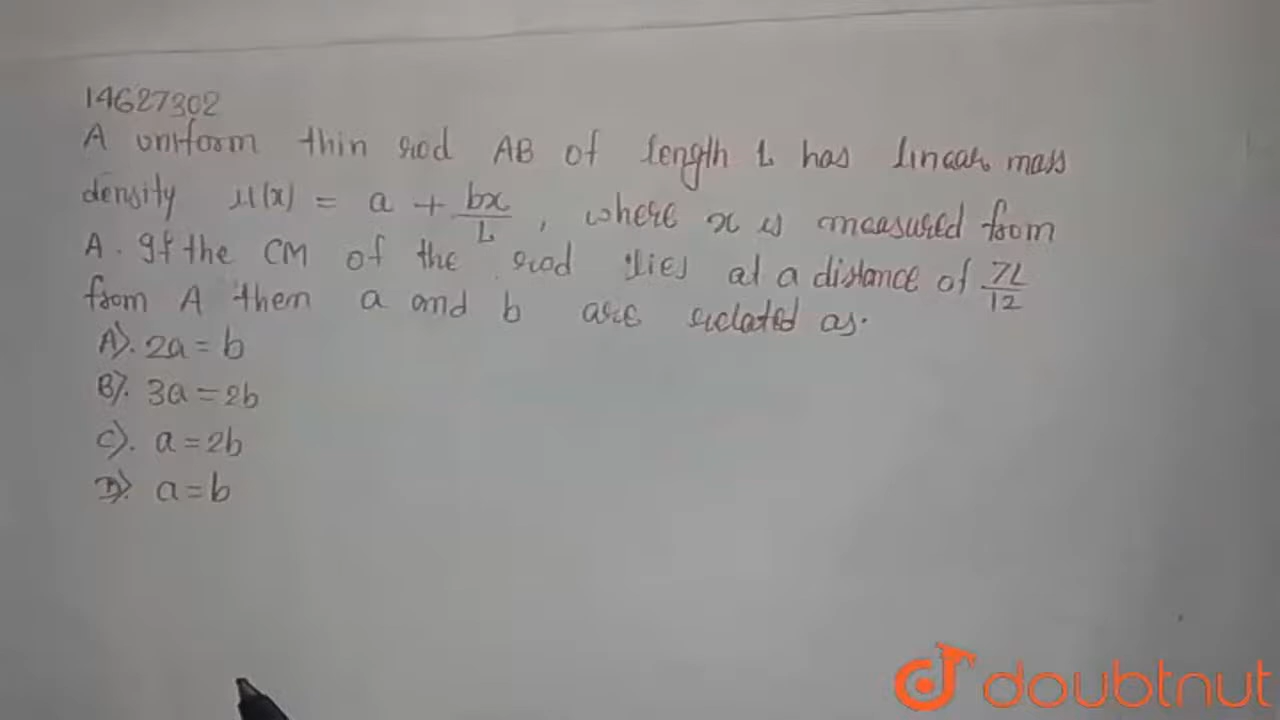 14627302
A uniform thin rod AB of length L has linear mass
density μ(x) = a + bx/L , where x is measured from
A. If the CM of the rod lies at a distance of 7L/12
from A then a and b are related as.
A). 2a = b
B). 3a = 2b
C). a = 2b
D). a = b
doubtnut